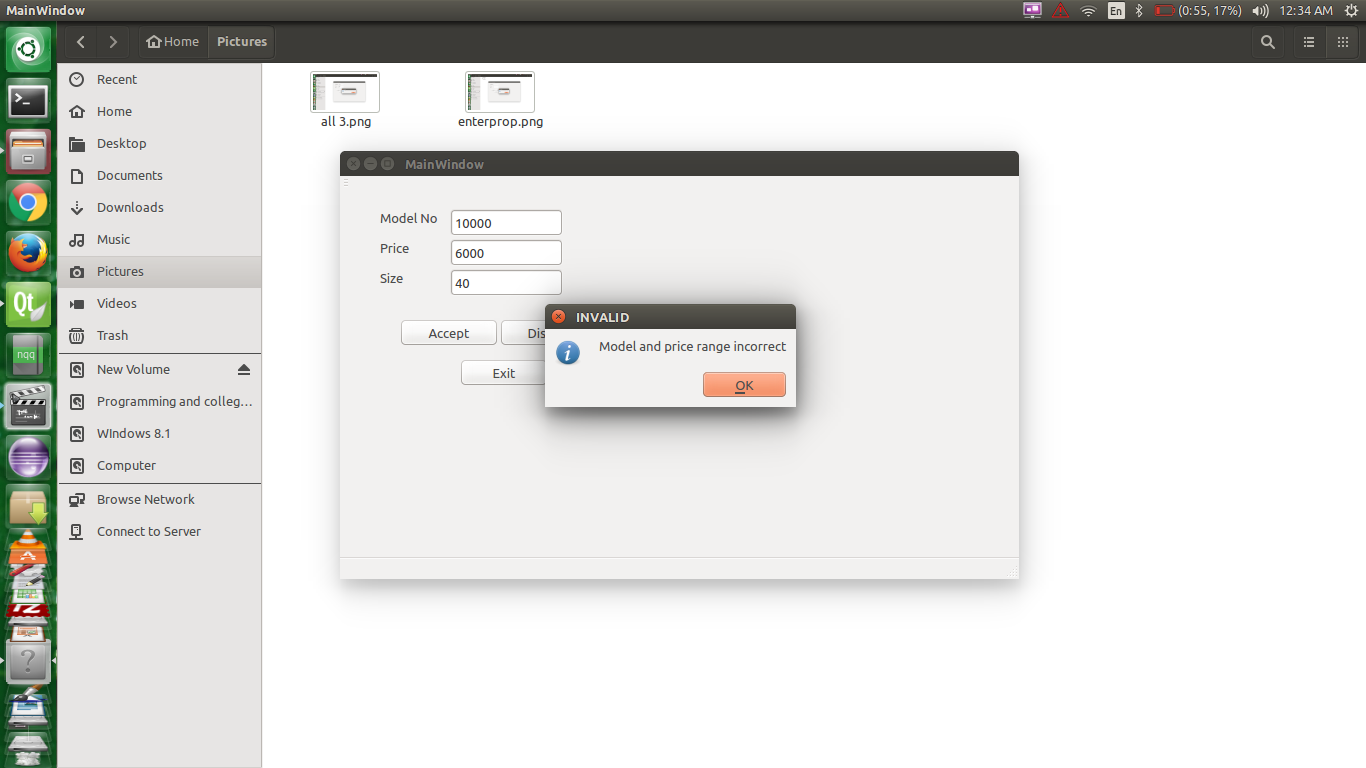 MainWindow
En
(0:55, 17%)
12:34 AM
Home
Pictures
Recent
Home
Desktop
Documents
Downloads
Music
Pictures
Videos
Trash
New Volume
Programming and colleg...
WIndows 8.1
Computer
Browse Network
Connect to Server
all 3.png
enterprop.png
MainWindow
Model No
10000
Price
6000
Size
40
Accept
Dis
Exit
INVALID
Model and price range incorrect
OK
Qt
nqq